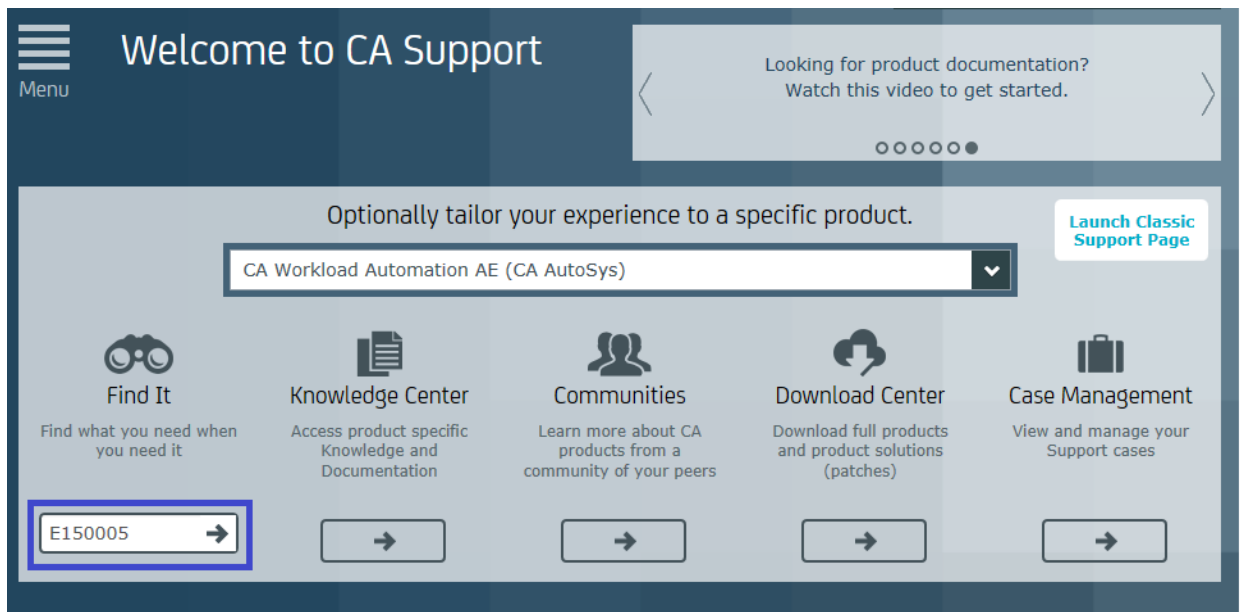 Menu
Welcome to CA Support
Looking for product documentation?
Watch this video to get started.
Optionally tailor your experience to a specific product.
Launch Classic
Support Page
CA Workload Automation AE (CA AutoSys)
Find It
Find what you need when
you need it
E150005
Knowledge Center
Access product specific
Knowledge and
Documentation
Communities
Learn more about CA
products from a
community of your peers
Download Center
Download full products
and product solutions
(patches)
Case Management
View and manage your
Support cases